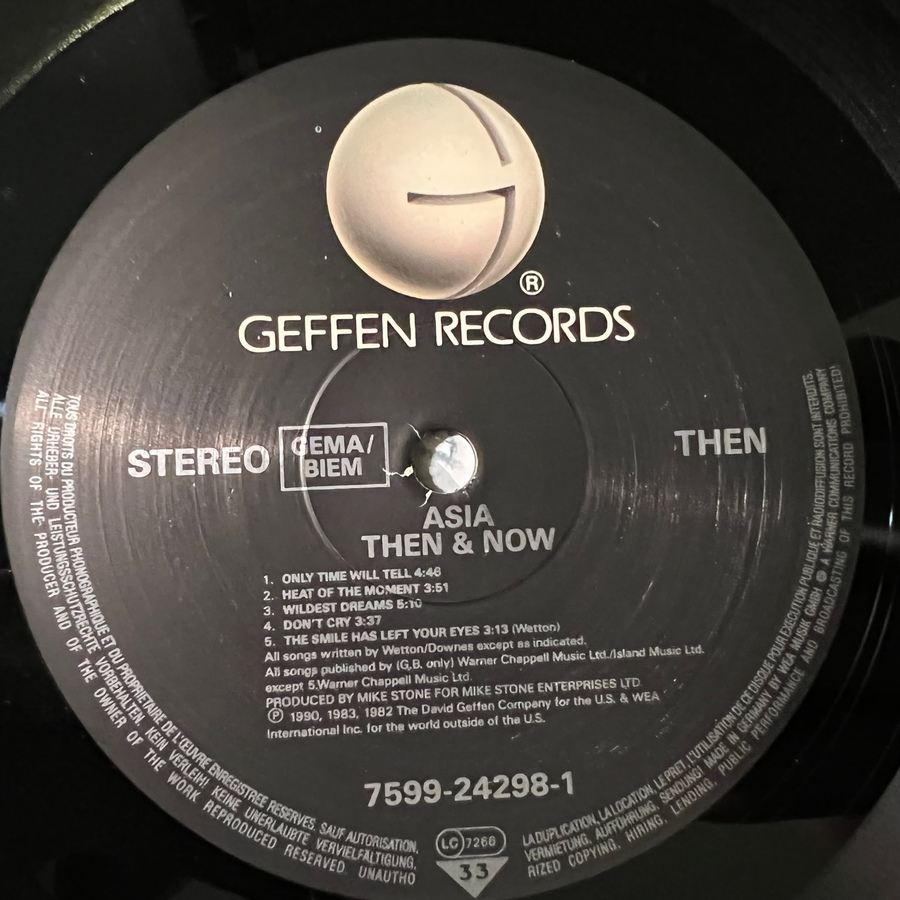 ®
GEFFEN RECORDS
STEREO
GEMA/
BIEM
THEN
ASIA
THEN & NOW
1. ONLY TIME WILL TELL 4:46
2. HEAT OF THE MOMENT 3:51
3. WILDEST DREAMS 5:10
4. DON'T CRY 3:37
5. THE SMILE HAS LEFT YOUR EYES 3:13 (Wetton)
All songs written by Wetton/Downes except as indicated.
All songs published by (G.B. only) Warner Chappell Music Ltd./Island Music Ltd.
except 5.Warner Chappell Music Ltd.
PRODUCED BY MIKE STONE FOR MIKE STONE ENTERPRISES LTD
Ⓟ 1990, 1983, 1982 The David Geffen Company for the U.S. & WEA
International Inc. for the world outside of the U.S.
7599-24298-1
LC 7266
33
TOUS DROITS DU PRODUCTEUR PHONOGRAPHIQUE ET DU PROPRIETAIRE DE L'ŒUVRE ENREGISTREE RESERVES. SAUF AUTORISATION,
LA DUPLICATION, LA LOCATION, LE PRET, L'UTILISATION DE CE DISQUE POUR EXECUTION PUBLIQUE ET RADIODIFFUSION SONT INTERDITS.
ALLE URHEBER- UND LEISTUNGSSCHUTZRECHTE VORBEHALTEN. KEIN VERLEIH! KEINE UNERLAUBTE VERVIELFÄLTIGUNG,
VERMIETUNG, AUFFÜHRUNG, SENDUNG! MADE IN GERMANY BY WEA MUSIK GMBH A WARNER COMMUNICATIONS COMPANY
ALL RIGHTS OF THE PRODUCER AND OF THE OWNER OF THE WORK REPRODUCED RESERVED UNAUTHO
RIZED COPYING, HIRING, LENDING, PUBLIC PERFORMANCE AND BROADCASTING OF THIS RECORD PROHIBITED!